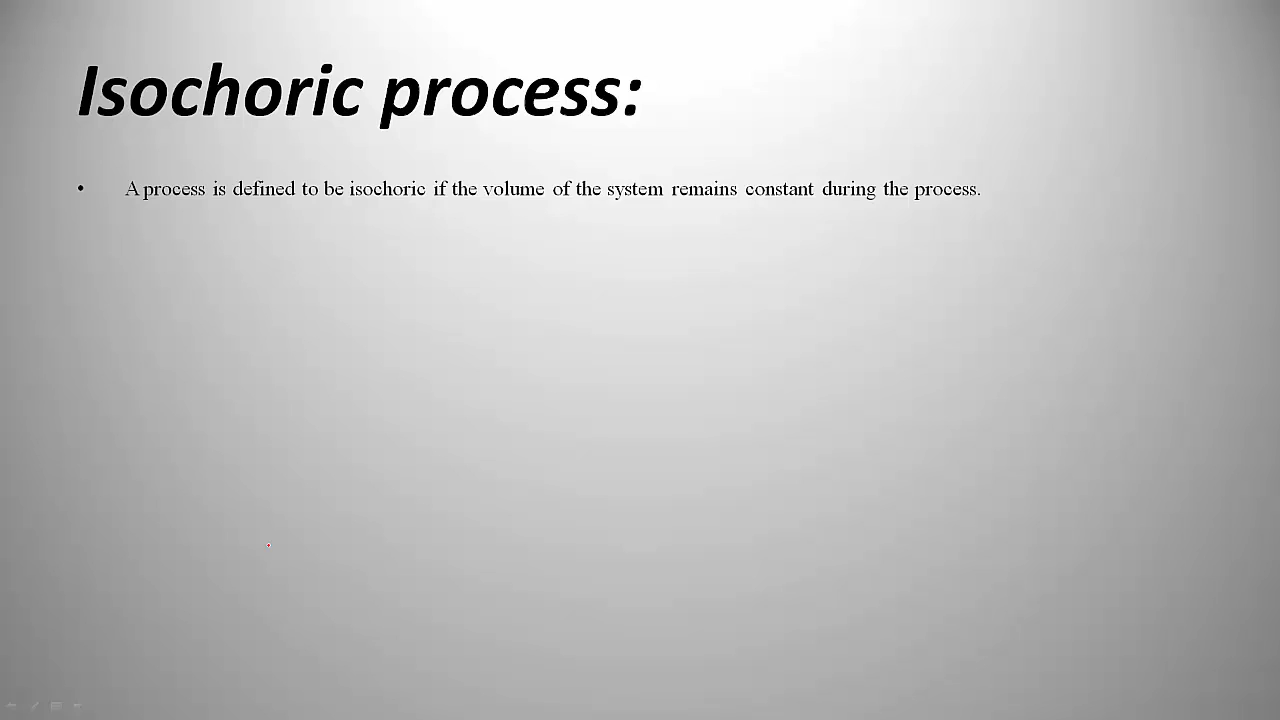 Isochoric process:
• A process is defined to be isochoric if the volume of the system remains constant during the process.